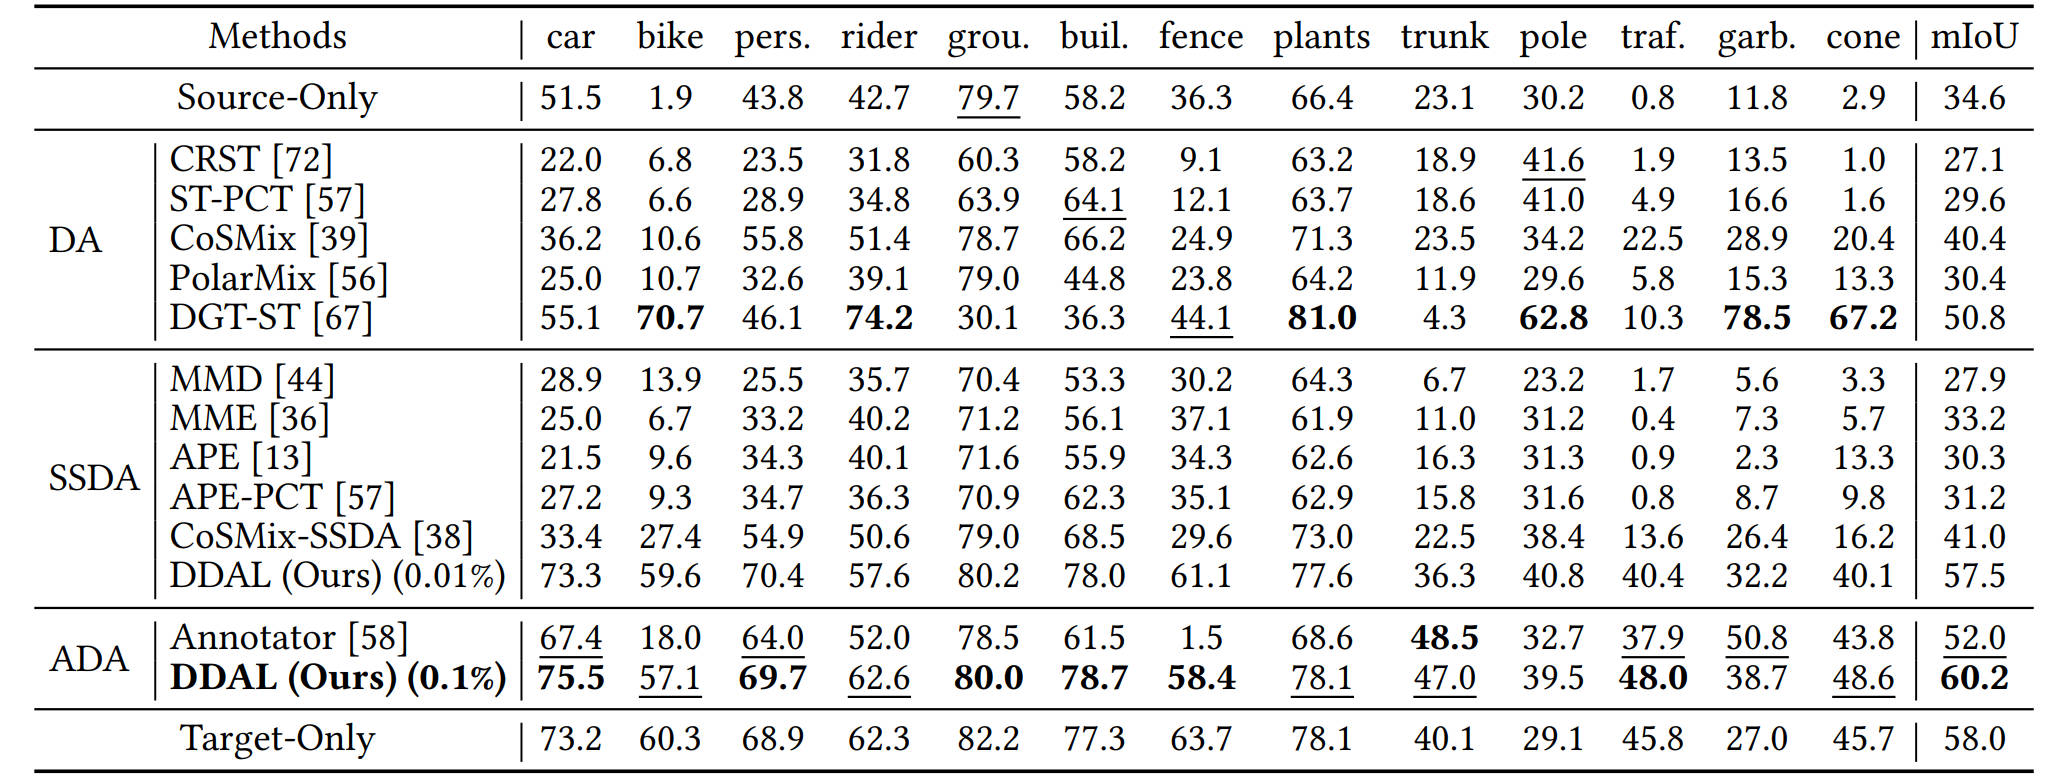 Methods car bike pers. rider grou. buil. fence plants trunk pole traf. garb. cone mIoU
Source-Only 51.5 1.9 43.8 42.7 79.7 58.2 36.3 66.4 23.1 30.2 0.8 11.8 2.9 34.6
DA
CRST [72] 22.0 6.8 23.5 31.8 60.3 58.2 9.1 63.2 18.9 41.6 1.9 13.5 1.0 27.1
ST-PCT [57] 27.8 6.6 28.9 34.8 63.9 64.1 12.1 63.7 18.6 41.0 4.9 16.6 1.6 29.6
CoSMix [39] 36.2 10.6 55.8 51.4 78.7 66.2 24.9 71.3 23.5 34.2 22.5 28.9 20.4 40.4
PolarMix [56] 25.0 10.7 32.6 39.1 79.0 44.8 23.8 64.2 11.9 29.6 5.8 15.3 13.3 30.4
DGT-ST [67] 55.1 70.7 46.1 74.2 30.1 36.3 44.1 81.0 4.3 62.8 10.3 78.5 67.2 50.8
SSDA
MMD [44] 28.9 13.9 25.5 35.7 70.4 53.3 30.2 64.3 6.7 23.2 1.7 5.6 3.3 27.9
MME [36] 25.0 6.7 33.2 40.2 71.2 56.1 37.1 61.9 11.0 31.2 0.4 7.3 5.7 33.2
APE [13] 21.5 9.6 34.3 40.1 71.6 55.9 34.3 62.6 16.3 31.3 0.9 2.3 13.3 30.3
APE-PCT [57] 27.2 9.3 34.7 36.3 70.9 62.3 35.1 62.9 15.8 31.6 0.8 8.7 9.8 31.2
CoSMix-SSDA [38] 33.4 27.4 54.9 50.6 79.0 68.5 29.6 73.0 22.5 38.4 13.6 26.4 16.2 41.0
DDAL (Ours) (0.01%) 73.3 59.6 70.4 57.6 80.2 78.0 61.1 77.6 36.3 40.8 40.4 32.2 40.1 57.5
ADA
Annotator [58] 67.4 18.0 64.0 52.0 78.5 61.5 1.5 68.6 48.5 32.7 37.9 50.8 43.8 52.0
DDAL (Ours) (0.1%) 75.5 57.1 69.7 62.6 80.0 78.7 58.4 78.1 47.0 39.5 48.0 38.7 48.6 60.2
Target-Only 73.2 60.3 68.9 62.3 82.2 77.3 63.7 78.1 40.1 29.1 45.8 27.0 45.7 58.0